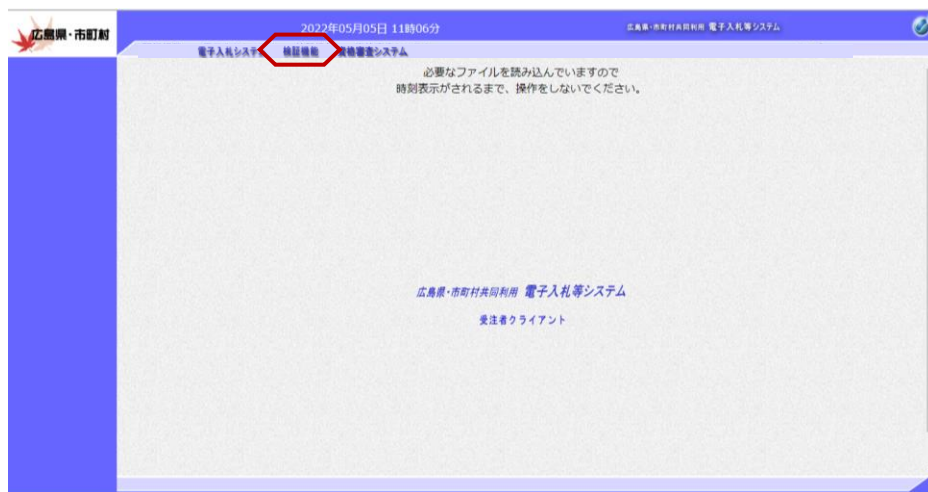 広島県・市町村
2022年05月05日 11時06分
広島県・市町村共同利用 電子入札等システム
電子入札システ 検証機能 資格審査システム
必要なファイルを読み込んでいますので
時刻表示がされるまで、操作をしないでください。
広島県・市町村共同利用 電子入札等システム
受注者クライアント